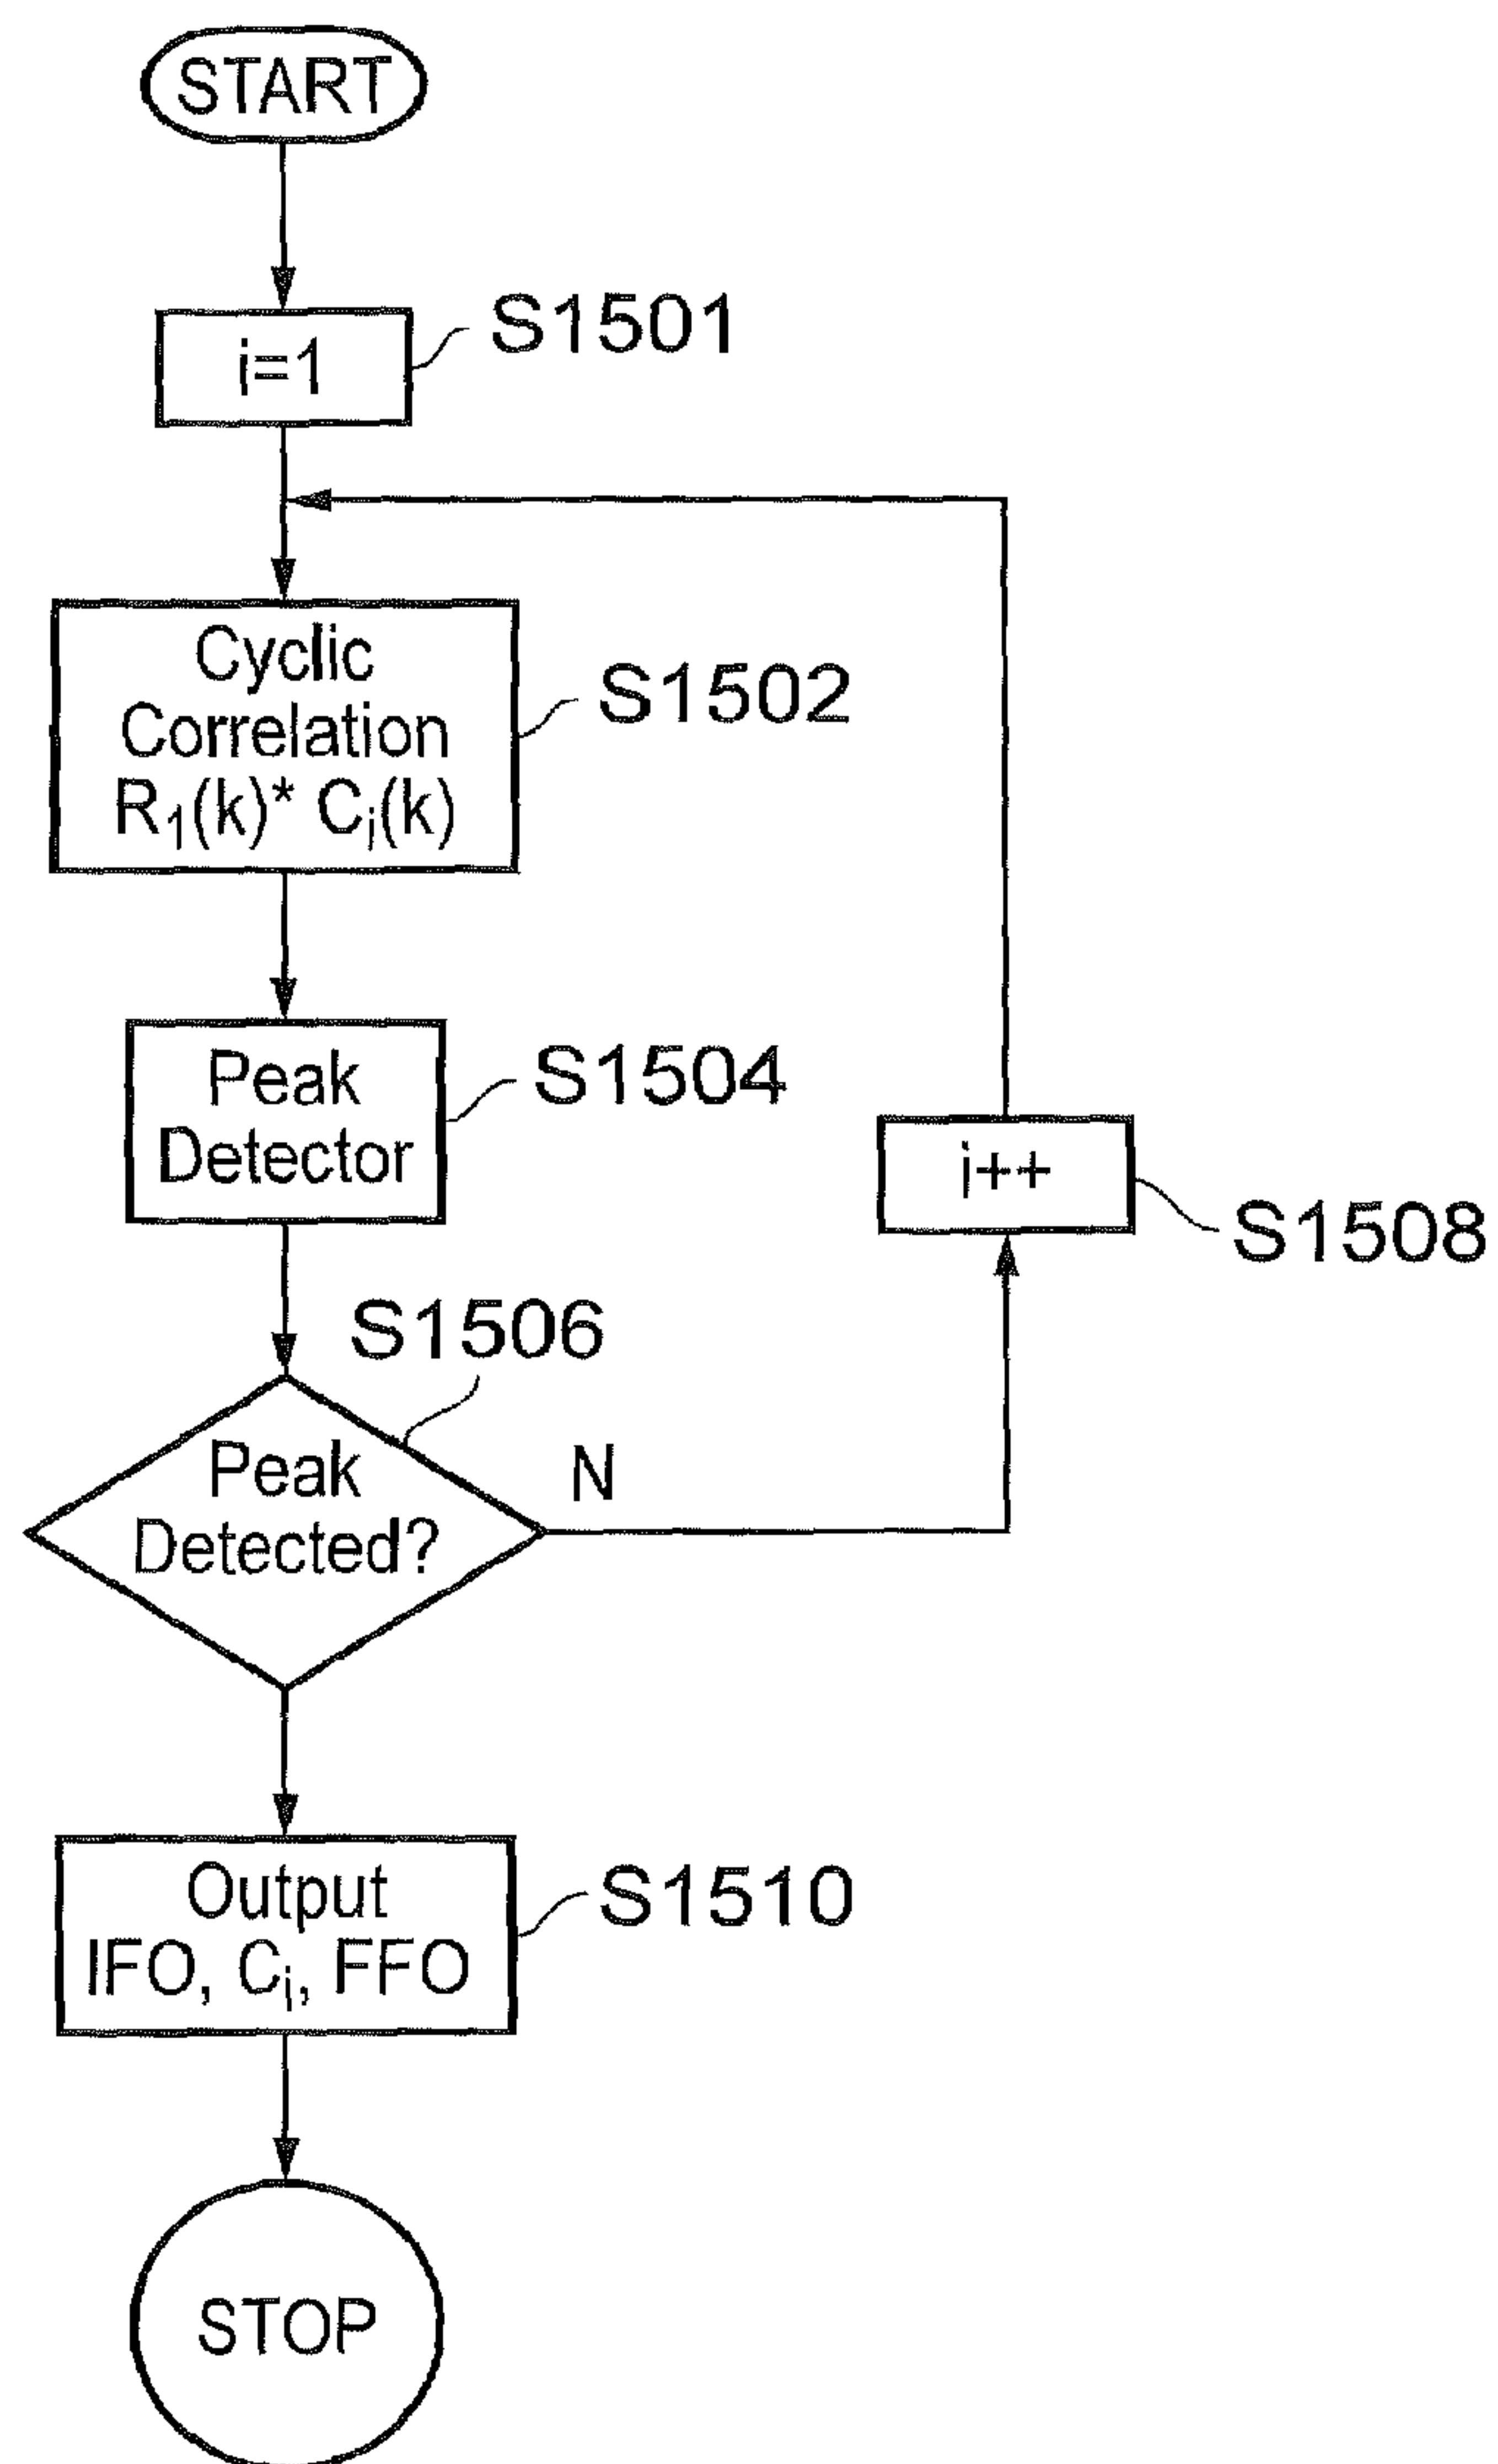 START
i=1
S1501
Cyclic
Correlation
R₁(k)* Cᵢ(k)
S1502
Peak
Detector
S1504
i++
S1508
S1506
Peak
Detected?
N
Output
IFO, Cᵢ, FFO
S1510
STOP